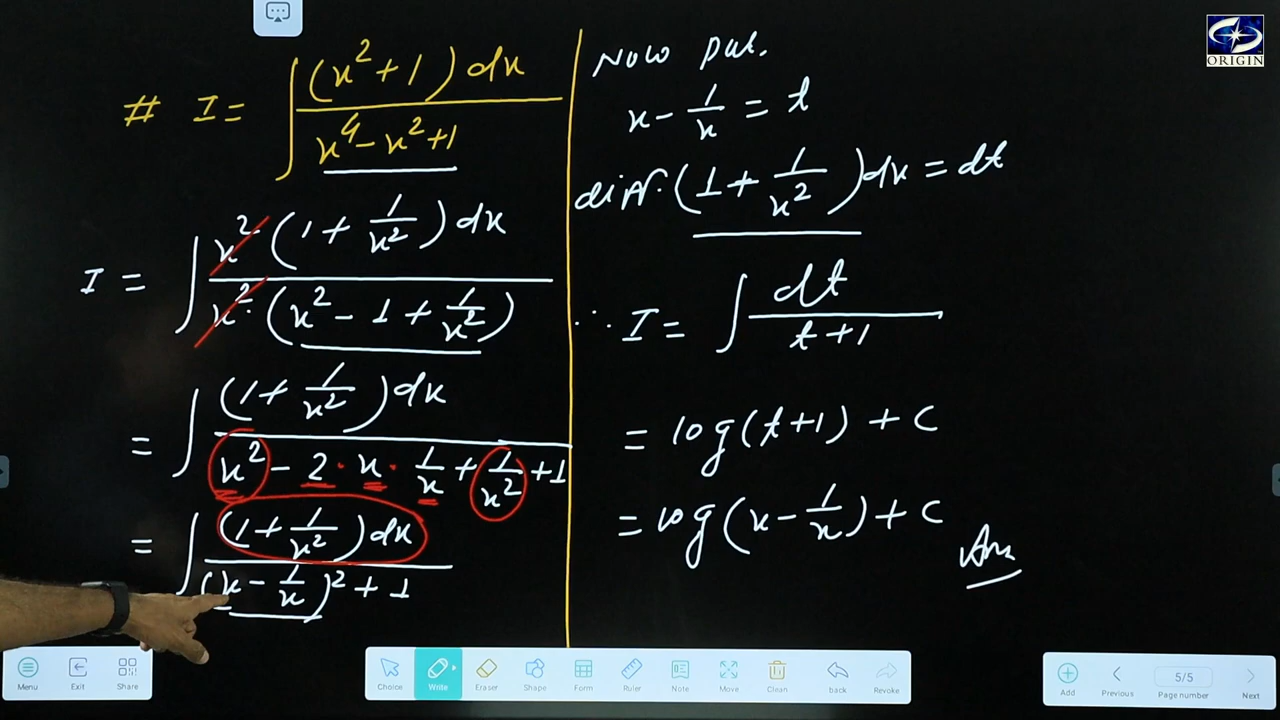 # I = ∫ (x² + 1) dx / x⁴ - x² + 1
I = ∫ x² (1 + 1/x²) dx / x² · (x² - 1 + 1/x²)
= ∫ (1 + 1/x²) dx / x² - 2 · x · 1/x + 1/x² + 1
= ∫ (1 + 1/x²) dx / (x - 1/x)² + 1
Now put.
x - 1/x = t
diff. (1 + 1/x²) dx = dt
∴ I = ∫ dt / t + 1
= log (t + 1) + C
= log (x - 1/x) + C
Ans
ORIGIN
Menu
Exit
Share
Choice
Write
Eraser
Shape
Form
Ruler
Note
Move
Clean
back
Revoke
Add
Previous
5/5
Page number
Next